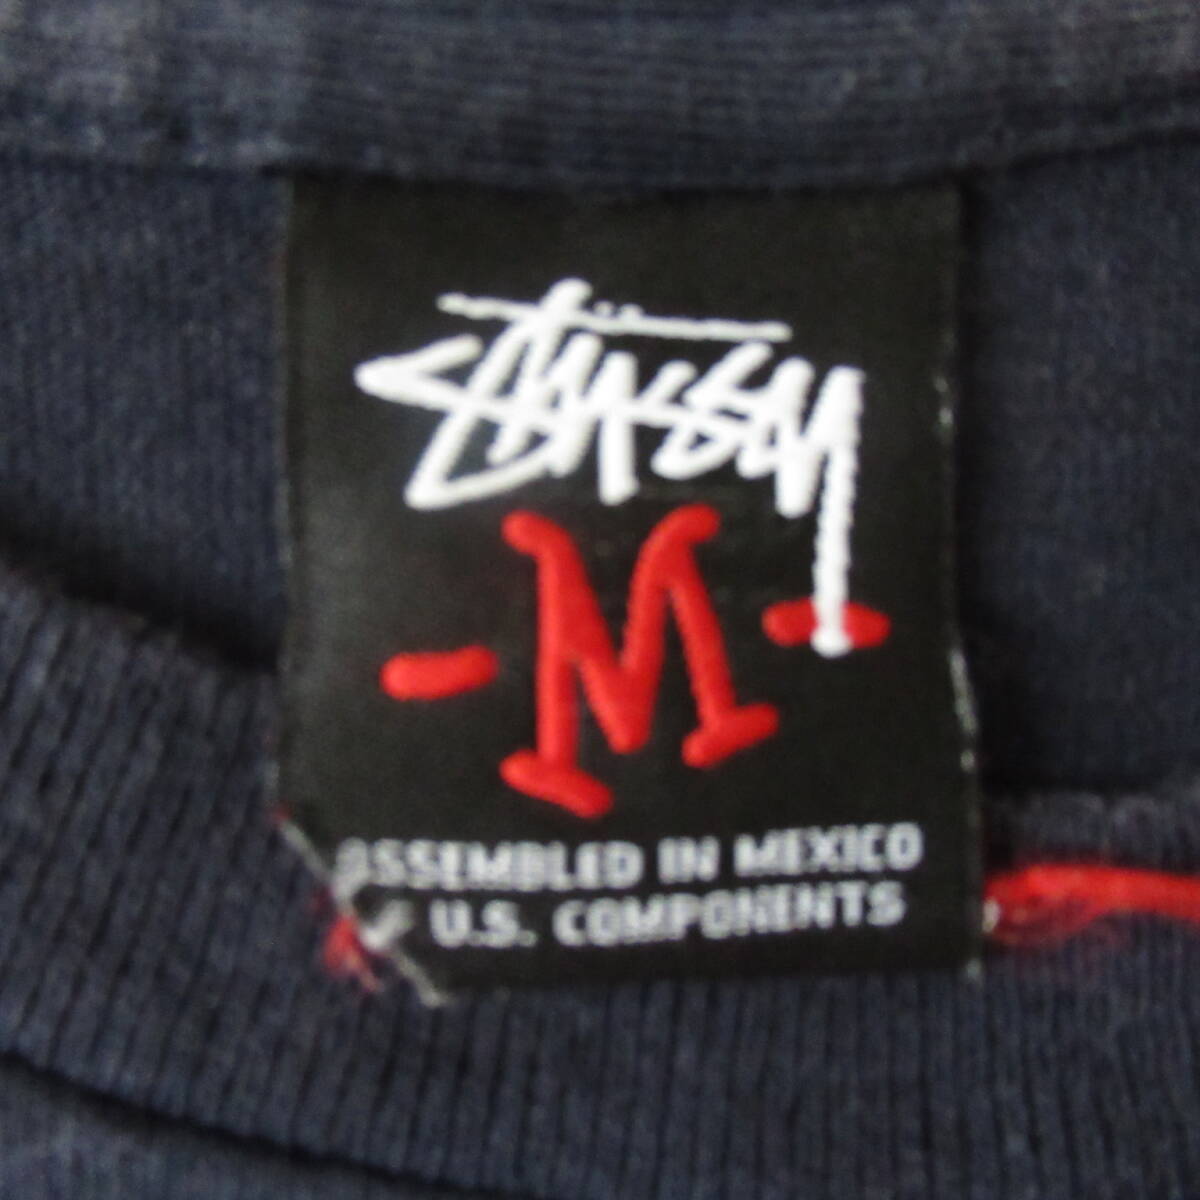 STÜSSY
- M -
ASSEMBLED IN MEXICO
U.S. COMPONENTS